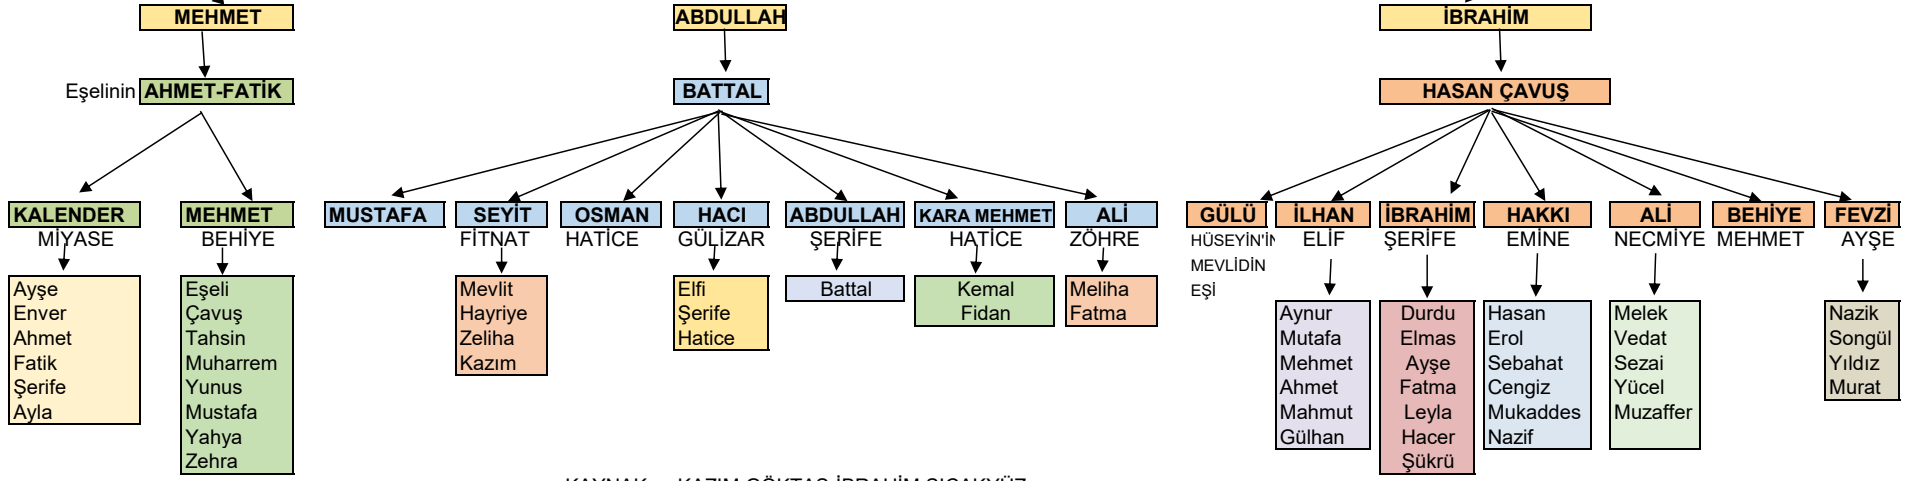 MEHMET
ABDULLAH
İBRAHİM
Eşelinin AHMET-FATİK
BATTAL
HASAN ÇAVUŞ
KALENDER
MİYASE
MEHMET
BEHİYE
MUSTAFA
SEYİT
FİTNAT
OSMAN
HATİCE
HACI
GÜLİZAR
ABDULLAH
ŞERİFE
KARA MEHMET
HATİCE
ALİ
ZÖHRE
GÜLÜ
HÜSEYİN'İN
MEVLİDİN
EŞİ
İLHAN
ELİF
İBRAHİM
ŞERİFE
HAKKI
EMİNE
ALİ
NECMİYE
BEHİYE
MEHMET
FEVZİ
AYŞE
Ayşe
Enver
Ahmet
Fatik
Şerife
Ayla
Eşeli
Çavuş
Tahsin
Muharrem
Yunus
Mustafa
Yahya
Zehra
Mevlit
Hayriye
Zeliha
Kazım
Elfi
Şerife
Hatice
Battal
Kemal
Fidan
Meliha
Fatma
Aynur
Mutafa
Mehmet
Ahmet
Mahmut
Gülhan
Durdu
Elmas
Ayşe
Fatma
Leyla
Hacer
Şükrü
Hasan
Erol
Sebahat
Cengiz
Mukaddes
Nazif
Melek
Vedat
Sezai
Yücel
Muzaffer
Nazik
Songül
Yıldız
Murat